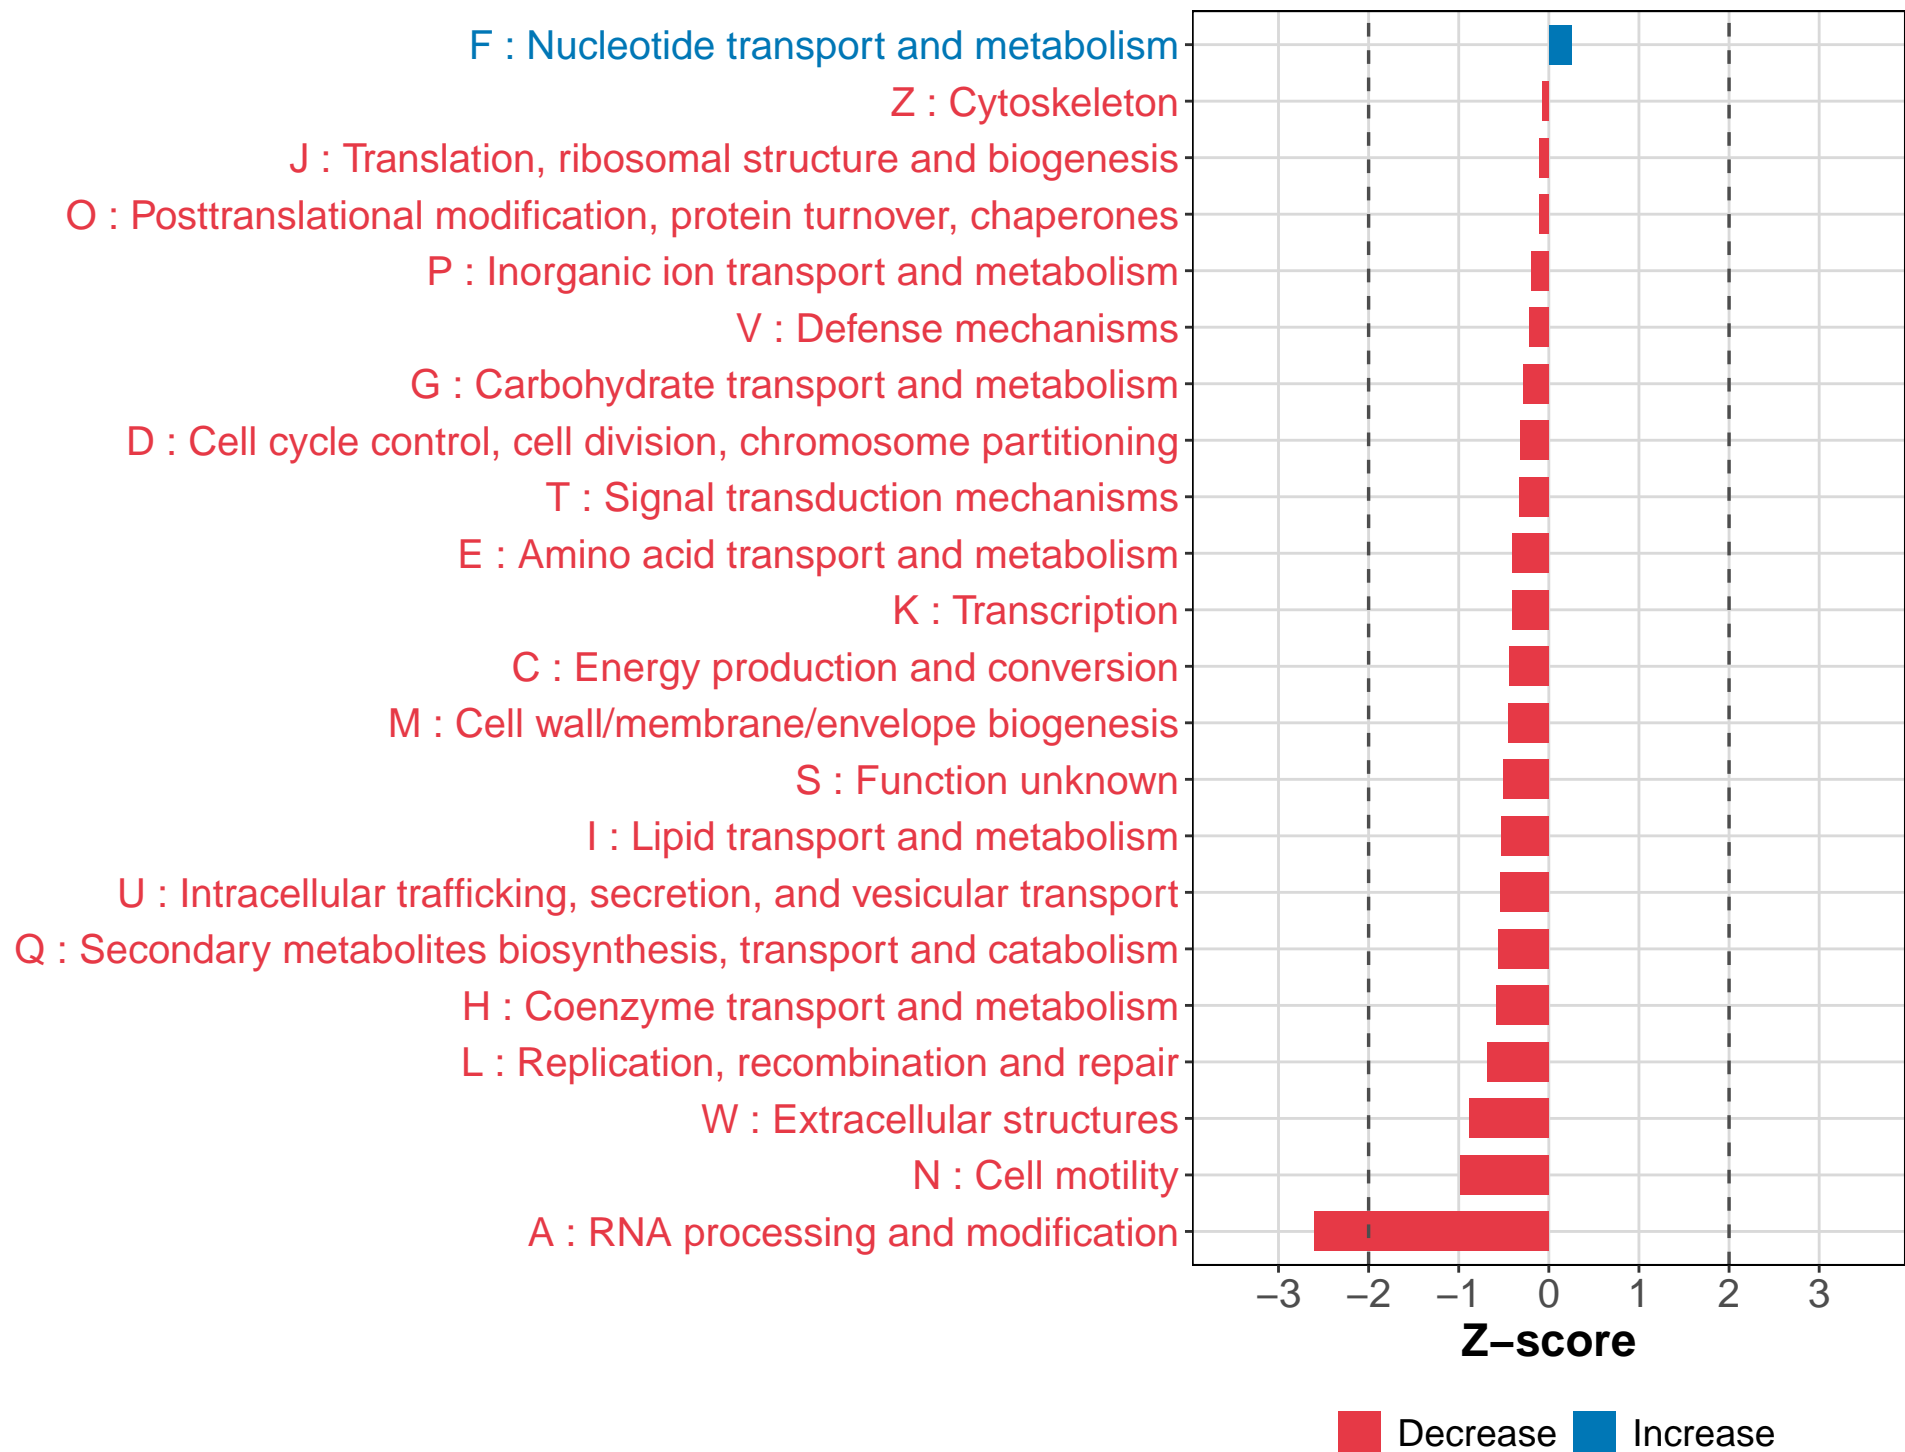 F : Nucleotide transport and metabolism
Z : Cytoskeleton
J : Translation, ribosomal structure and biogenesis
O : Posttranslational modification, protein turnover, chaperones
P : Inorganic ion transport and metabolism
V : Defense mechanisms
G : Carbohydrate transport and metabolism
D : Cell cycle control, cell division, chromosome partitioning
T : Signal transduction mechanisms
E : Amino acid transport and metabolism
K : Transcription
C : Energy production and conversion
M : Cell wall/membrane/envelope biogenesis
S : Function unknown
I : Lipid transport and metabolism
U : Intracellular trafficking, secretion, and vesicular transport
Q : Secondary metabolites biosynthesis, transport and catabolism
H : Coenzyme transport and metabolism
L : Replication, recombination and repair
W : Extracellular structures
N : Cell motility
A : RNA processing and modification
−3 −2 −1 0 1 2 3
Z−score
Decrease Increase